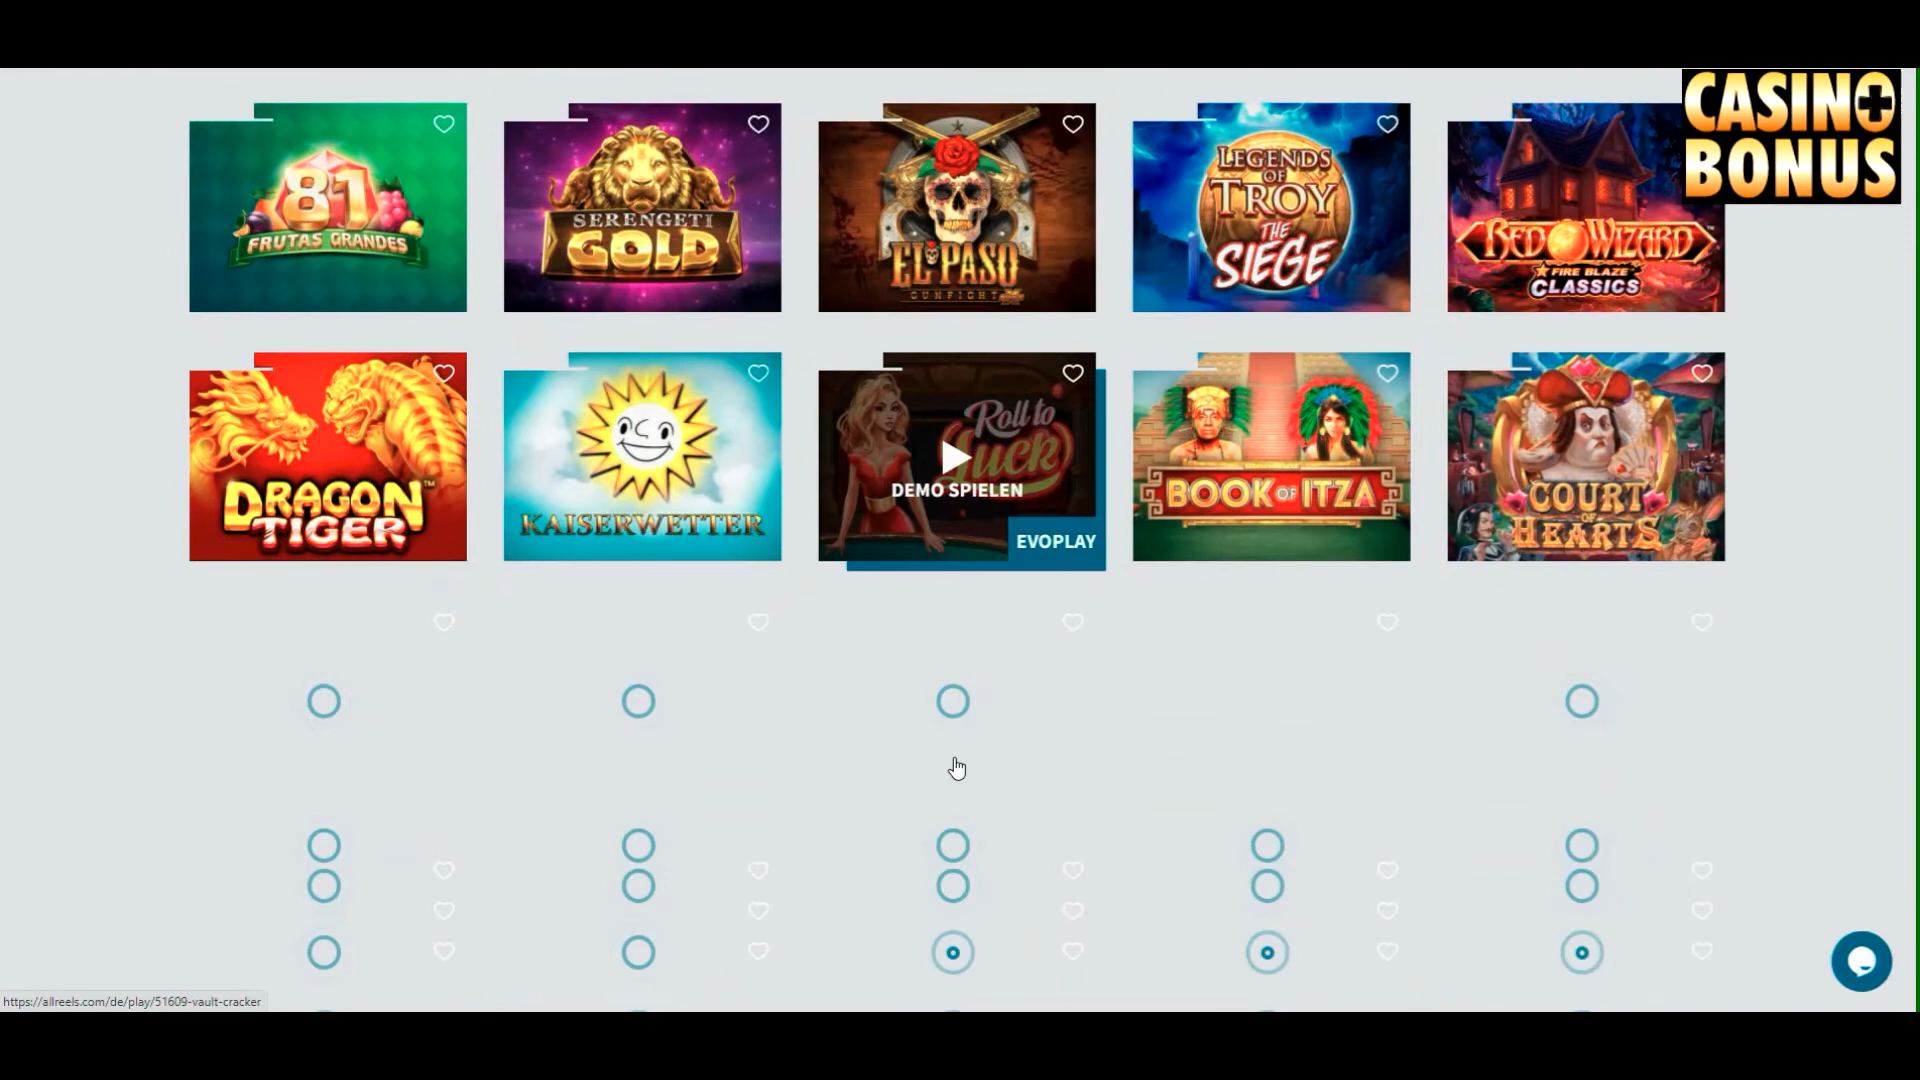 CASINO
BONUS
81
FRUTAS GRANDES
SERENGETI
GOLD
EL PASO
GUNFIGHT
LEGENDS
OF
TROY
THE
SIEGE
RED WIZARD™
FIRE BLAZE
CLASSICS
DRAGON™
TIGER
KAISERWETTER
Roll to
Luck
DEMO SPIELEN
EVOPLAY
BOOK OF ITZA
COURT
OF
HEARTS
https://allreels.com/de/play/51609-vault-cracker